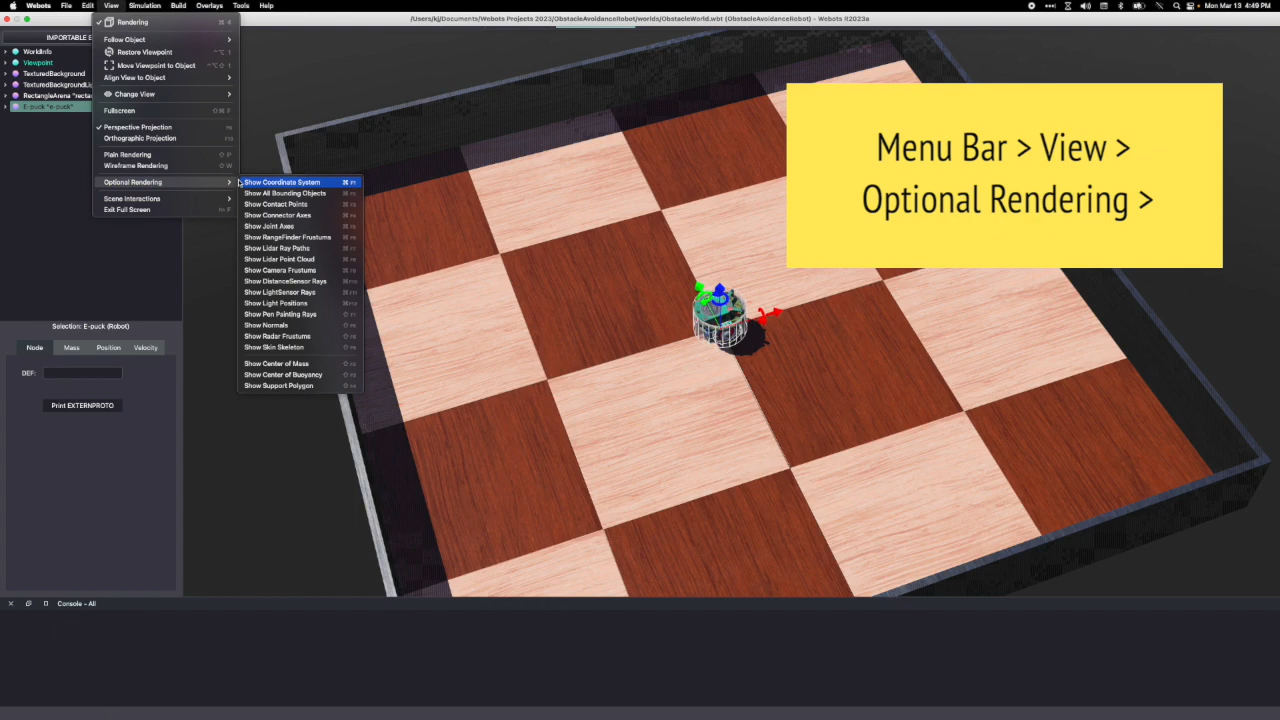 Webots File Edit View Simulation Build Overlays Tools Help
Mon Mar 13 4:49 PM
/Users/kj/Documents/Webots Projects 2023/ObstacleAvoidanceRobot/worlds/ObstacleWorld.wbt (ObstacleAvoidanceRobot) - Webots R2023a
IMPORTABLE E
WorldInfo
Viewpoint
TexturedBackground
TexturedBackgroundLi
RectangleArena "recta
E-puck "e-puck"
✓ Rendering
Follow Object
Restore Viewpoint
Move Viewpoint to Object
Align View to Object
Change View
Fullscreen
✓ Perspective Projection
Orthographic Projection
Plain Rendering ⇧ P
Wireframe Rendering ⇧ W
Optional Rendering
Scene Interactions
Exit Full Screen
Show Coordinate System ⌘ F1
Show All Bounding Objects
Show Contact Points
Show Connector Axes
Show Joint Axes
Show RangeFinder Frustums
Show Lidar Ray Paths
Show Lidar Point Cloud
Show Camera Frustums
Show DistanceSensor Rays
Show LightSensor Rays
Show Light Positions
Show Pen Painting Rays
Show Normals
Show Radar Frustums
Show Skin Skeleton
Show Center of Mass
Show Center of Buoyancy
Show Support Polygon
Menu Bar > View >
Optional Rendering >
Selection: E-puck (Robot)
Node Mass Position Velocity
DEF:
Print EXTERNPROTO
Console - All